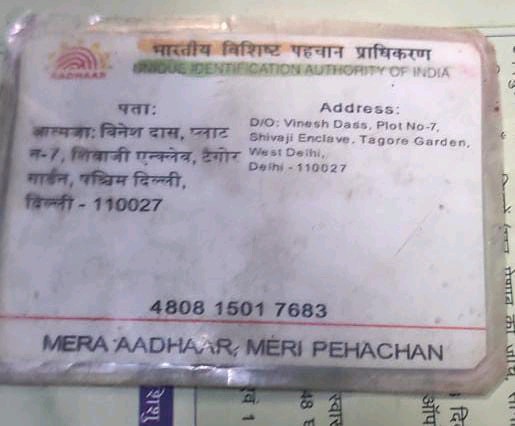 भारतीय विशिष्ट पहचान प्राधिकरण
UNIQUE IDENTIFICATION AUTHORITY OF INDIA
AADHAAR
पता:
आत्मजा: विनेश दास, प्लाट
न-7, शिवाजी एन्क्लेव, टैगोर
गार्डन, पश्चिम दिल्ली,
दिल्ली - 110027
Address:
D/O: Vinesh Dass, Plot No-7,
Shivaji Enclave, Tagore Garden,
West Delhi,
Delhi - 110027
4808 1501 7683
MERA AADHAAR, MERI PEHACHAN